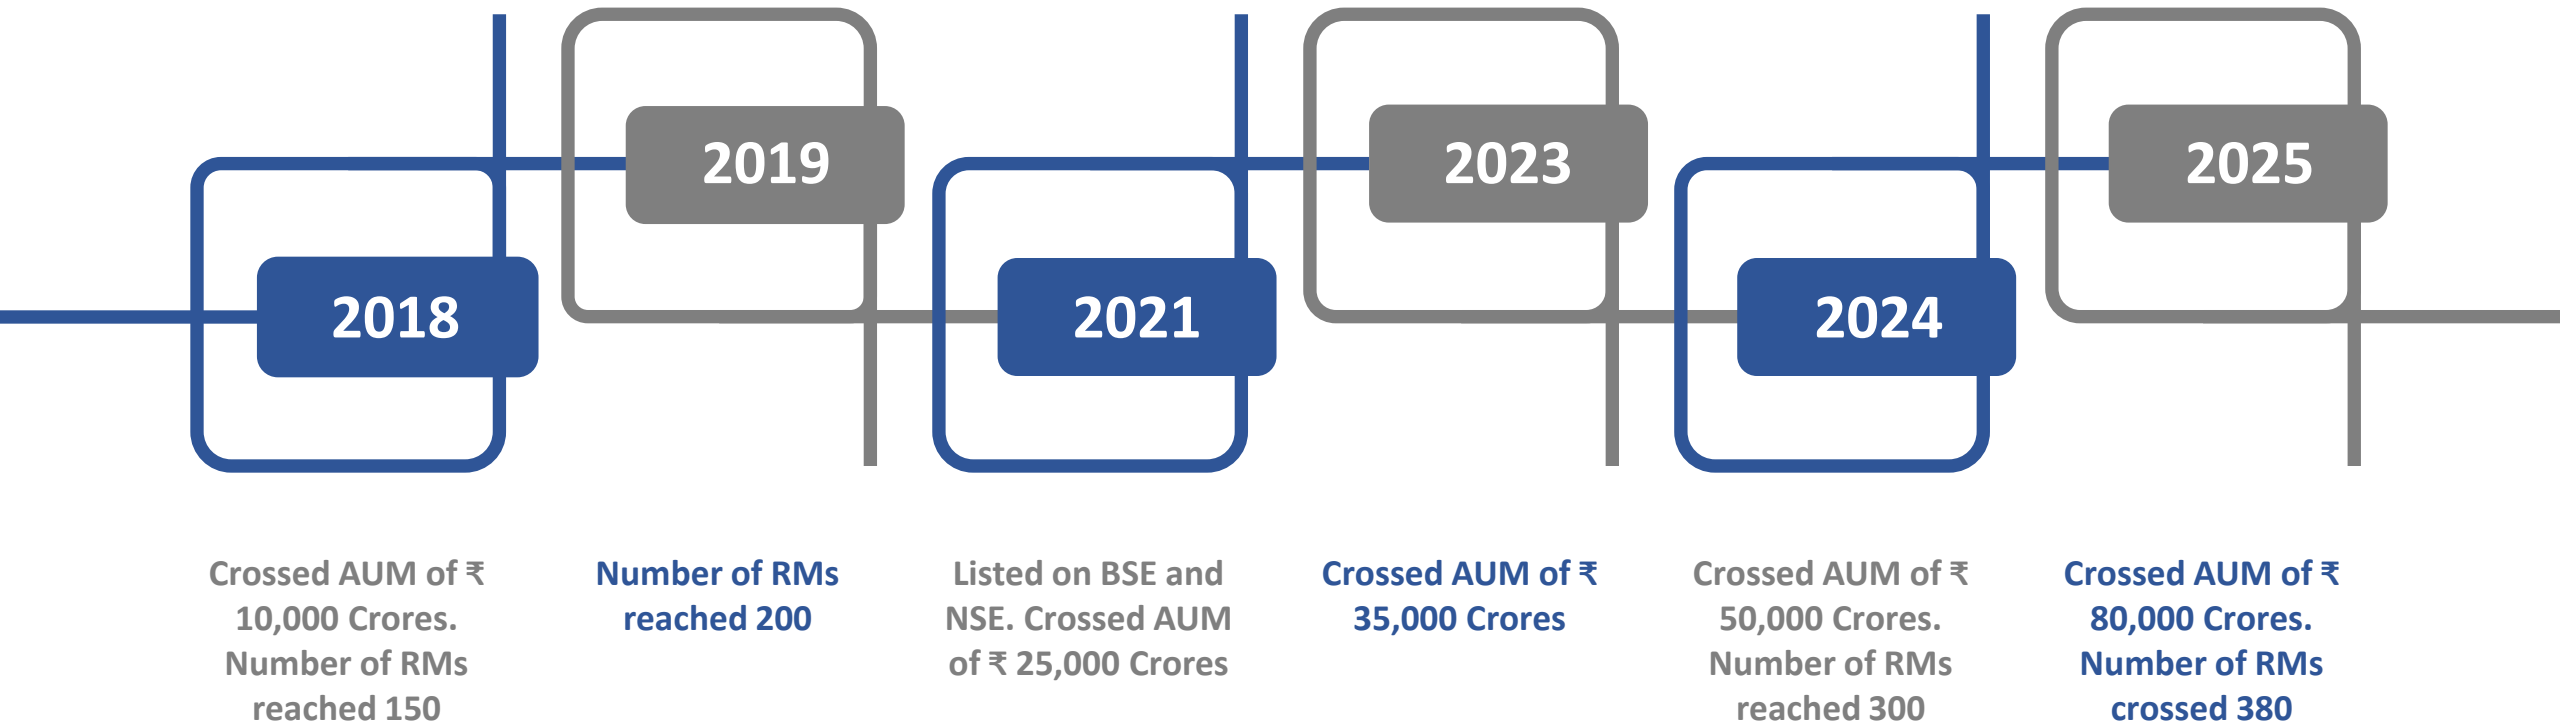 2018
2019
2021
2023
2024
2025
Crossed AUM of ₹
10,000 Crores.
Number of RMs
reached 150
Number of RMs
reached 200
Listed on BSE and
NSE. Crossed AUM
of ₹ 25,000 Crores
Crossed AUM of ₹
35,000 Crores
Crossed AUM of ₹
50,000 Crores.
Number of RMs
reached 300
Crossed AUM of ₹
80,000 Crores.
Number of RMs
crossed 380